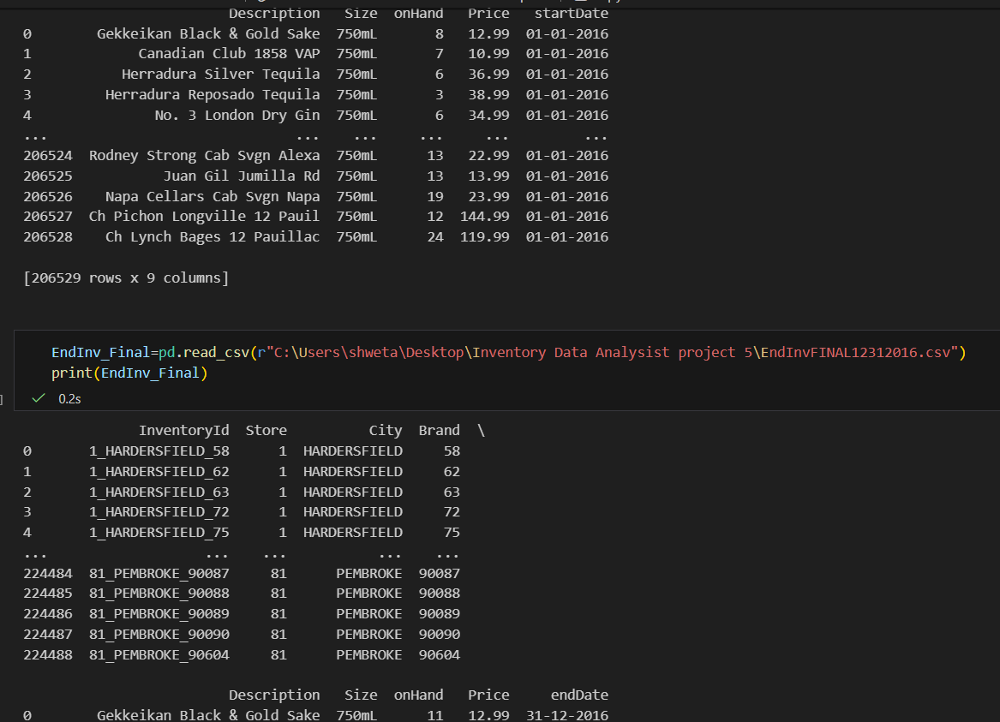 Description Size onHand Price startDate
0 Gekkeikan Black & Gold Sake 750mL 8 12.99 01-01-2016
1 Canadian Club 1858 VAP 750mL 7 10.99 01-01-2016
2 Herradura Silver Tequila 750mL 6 36.99 01-01-2016
3 Herradura Reposado Tequila 750mL 3 38.99 01-01-2016
4 No. 3 London Dry Gin 750mL 6 34.99 01-01-2016
... ... ... ... ... ...
206524 Rodney Strong Cab Svgn Alexa 750mL 13 22.99 01-01-2016
206525 Juan Gil Jumilla Rd 750mL 13 13.99 01-01-2016
206526 Napa Cellars Cab Svgn Napa 750mL 19 23.99 01-01-2016
206527 Ch Pichon Longville 12 Pauil 750mL 12 144.99 01-01-2016
206528 Ch Lynch Bages 12 Pauillac 750mL 24 119.99 01-01-2016
[206529 rows x 9 columns]
EndInv_Final=pd.read_csv(r"C:\Users\shweta\Desktop\Inventory Data Analysist project 5\EndInvFINAL12312016.csv")
print(EndInv_Final)
] ✓ 0.2s
InventoryId Store City Brand \
0 1_HARDERSFIELD_58 1 HARDERSFIELD 58
1 1_HARDERSFIELD_62 1 HARDERSFIELD 62
2 1_HARDERSFIELD_63 1 HARDERSFIELD 63
3 1_HARDERSFIELD_72 1 HARDERSFIELD 72
4 1_HARDERSFIELD_75 1 HARDERSFIELD 75
... ... ... ... ...
224484 81_PEMBROKE_90087 81 PEMBROKE 90087
224485 81_PEMBROKE_90088 81 PEMBROKE 90088
224486 81_PEMBROKE_90089 81 PEMBROKE 90089
224487 81_PEMBROKE_90090 81 PEMBROKE 90090
224488 81_PEMBROKE_90604 81 PEMBROKE 90604
Description Size onHand Price endDate
0 Gekkeikan Black & Gold Sake 750mL 11 12.99 31-12-2016